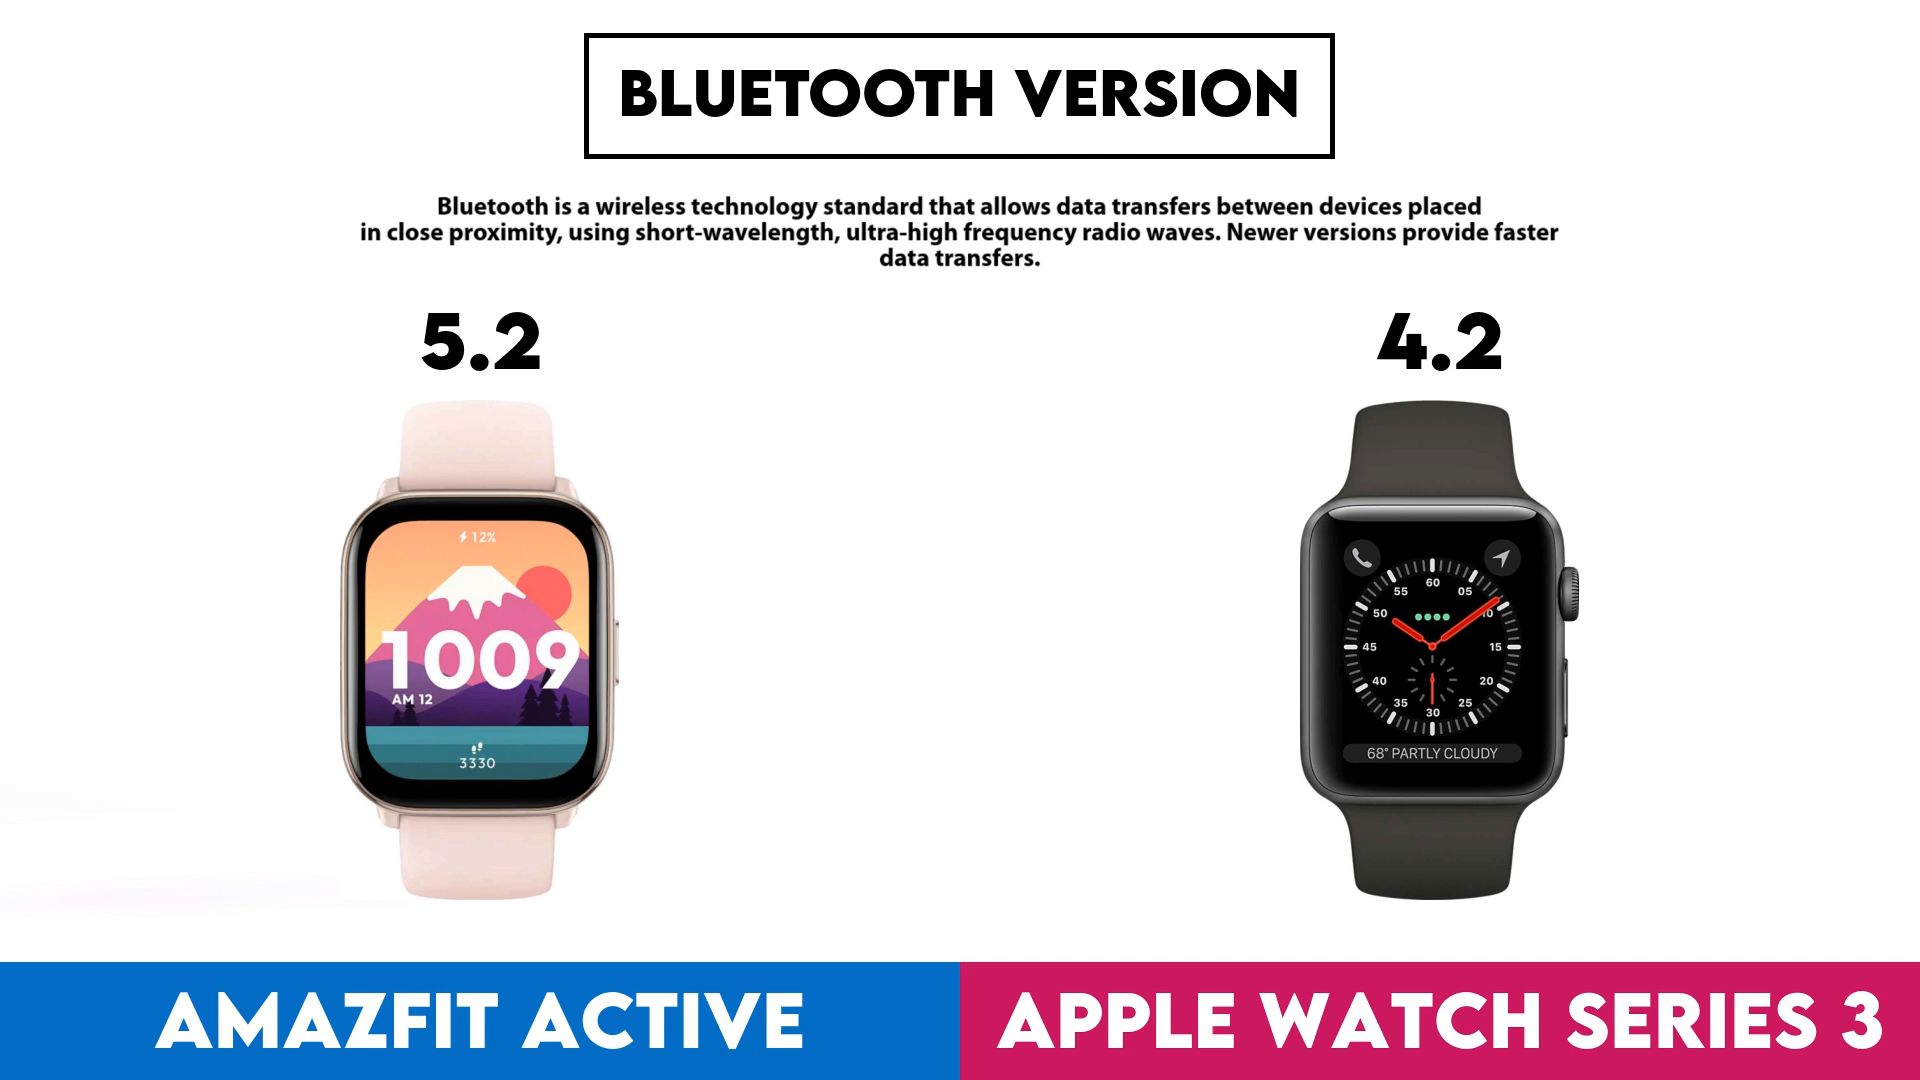 BLUETOOTH VERSION
Bluetooth is a wireless technology standard that allows data transfers between devices placed
in close proximity, using short-wavelength, ultra-high frequency radio waves. Newer versions provide faster
data transfers.
5.2
4.2
12%
1009
AM 12
3330
60
55
05
50
10
45
15
40
20
35
25
30
68° PARTLY CLOUDY
AMAZFIT ACTIVE
APPLE WATCH SERIES 3